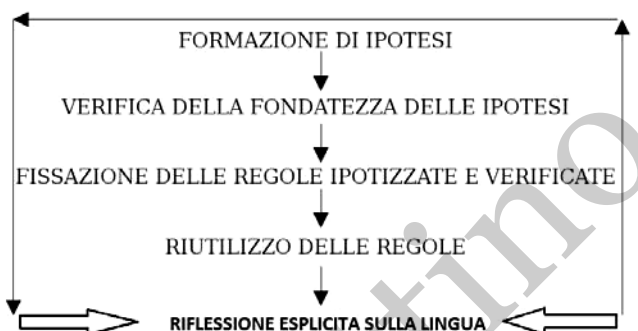 FORMAZIONE DI IPOTESI
VERIFICA DELLA FONDATEZZA DELLE IPOTESI
FISSAZIONE DELLE REGOLE IPOTIZZATE E VERIFICATE
RIUTILIZZO DELLE REGOLE
RIFLESSIONE ESPLICITA SULLA LINGUA